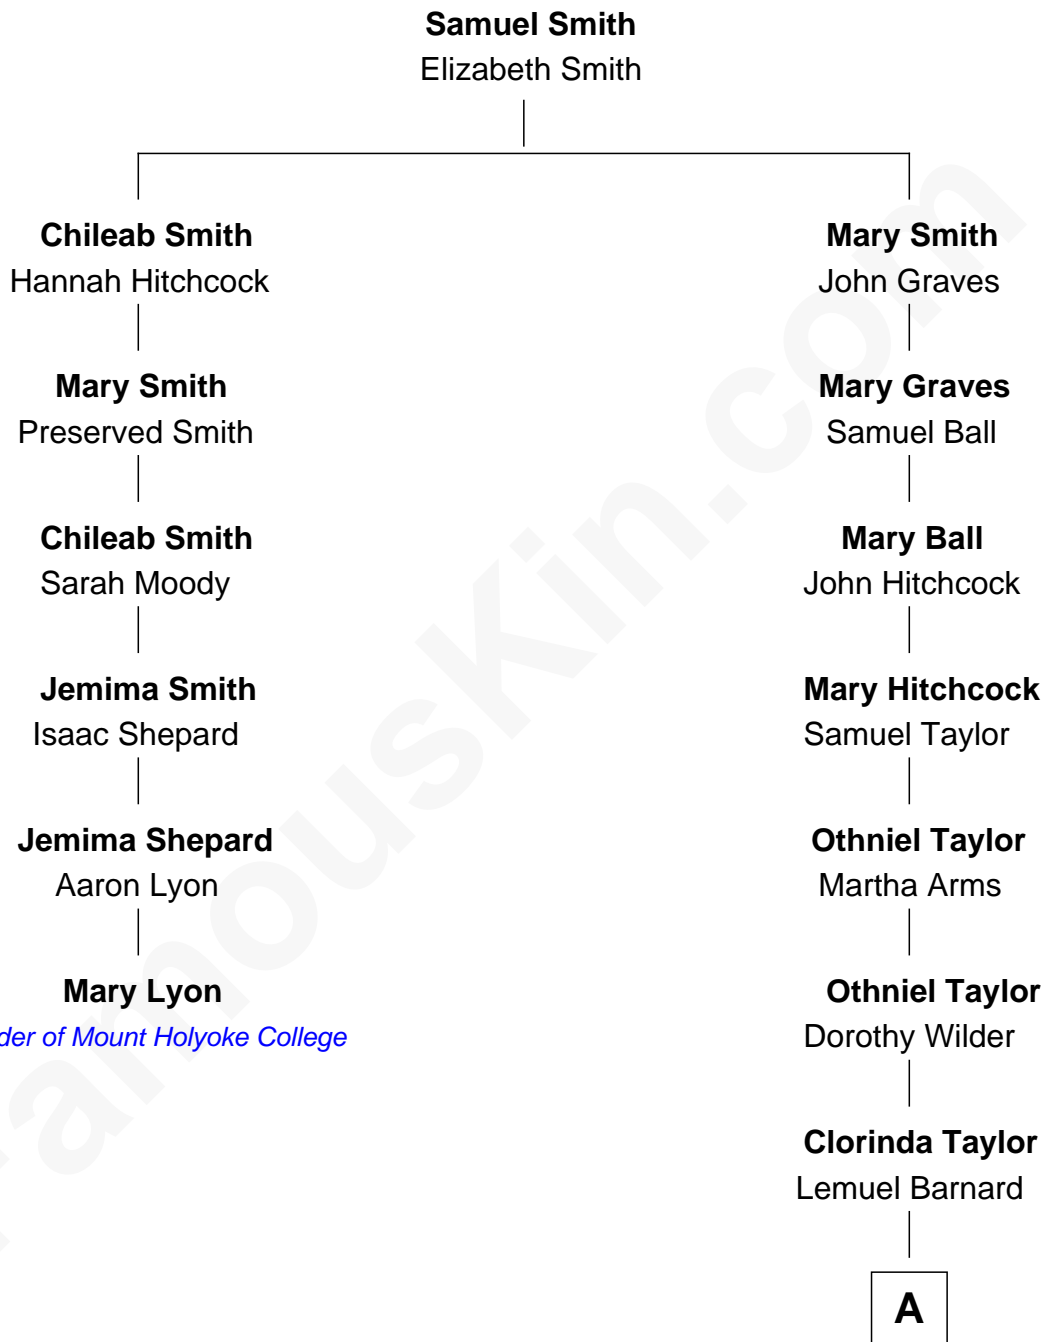 Samuel Smith
Elizabeth Smith
Chileab Smith
Hannah Hitchcock
Mary Smith
Preserved Smith
Chileab Smith
Sarah Moody
Jemima Smith
Isaac Shepard
Jemima Shepard
Aaron Lyon
Mary Lyon
der of Mount Holyoke College
Mary Smith
John Graves
Mary Graves
Samuel Ball
Mary Ball
John Hitchcock
Mary Hitchcock
Samuel Taylor
Othniel Taylor
Martha Arms
Othniel Taylor
Dorothy Wilder
Clorinda Taylor
Lemuel Barnard
A
FamousKin.com